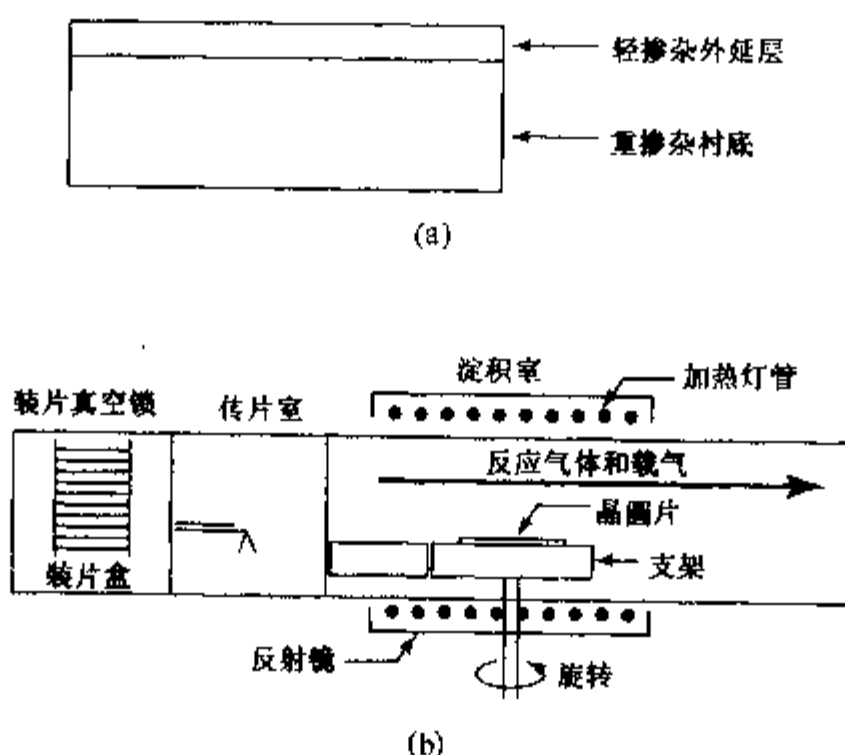 轻掺杂外延层
重掺杂衬底
(a)
淀积室
加热灯管
装片真空锁
传片室
反应气体和载气
晶圆片
装片盒
支架
反射镜
旋转
(b)